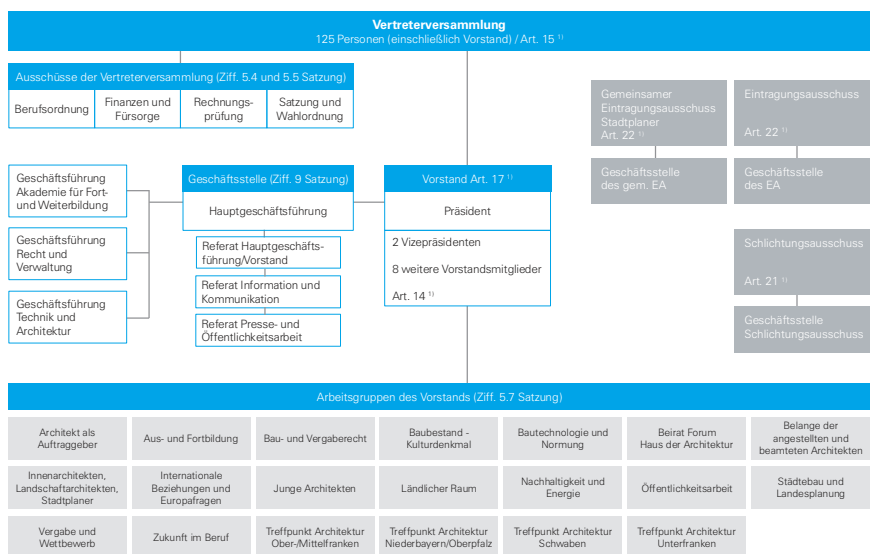 Vertreterversammlung
125 Personen (einschließlich Vorstand) / Art. 15 ¹⁾
Ausschüsse der Vertreterversammlung (Ziff. 5.4 und 5.5 Satzung)
Berufsordnung
Finanzen und
Fürsorge
Rechnungs-
prüfung
Satzung und
Wahlordnung
Gemeinsamer
Eintragungsausschuss
Stadtplaner
Art. 22 ¹⁾
Geschäftsstelle
des gem. EA
Eintragungsausschuss
Art. 22 ¹⁾
Geschäftsstelle
des EA
Geschäftsführung
Akademie für Fort-
und Weiterbildung
Geschäftsführung
Recht und
Verwaltung
Geschäftsführung
Technik und
Architektur
Geschäftsstelle (Ziff. 9 Satzung)
Hauptgeschäftsführung
Referat Hauptgeschäfts-
führung/Vorstand
Referat Information und
Kommunikation
Referat Presse- und
Öffentlichkeitsarbeit
Vorstand Art. 17 ¹⁾
Präsident
2 Vizepräsidenten
8 weitere Vorstandsmitglieder
Art. 14 ¹⁾
Schlichtungsausschuss
Art. 21 ¹⁾
Geschäftsstelle
Schlichtungsausschuss
Arbeitsgruppen des Vorstands (Ziff. 5.7 Satzung)
Architekt als
Auftraggeber
Aus- und Fortbildung
Bau- und Vergaberecht
Baubestand -
Kulturdenkmal
Bautechnologie und
Normung
Beirat Forum
Haus der Architektur
Belange der
angestellten und
beamteten Architekten
Innenarchitekten,
Landschaftarchitekten,
Stadtplaner
Internationale
Beziehungen und
Europafragen
Junge Architekten
Ländlicher Raum
Nachhaltigkeit und
Energie
Öffentlichkeitsarbeit
Städtebau und
Landesplanung
Vergabe und
Wettbewerb
Zukunft im Beruf
Treffpunkt Architektur
Ober-/Mittelfranken
Treffpunkt Architektur
Niederbayern/Oberpfalz
Treffpunkt Architektur
Schwaben
Treffpunkt Architektur
Unterfranken